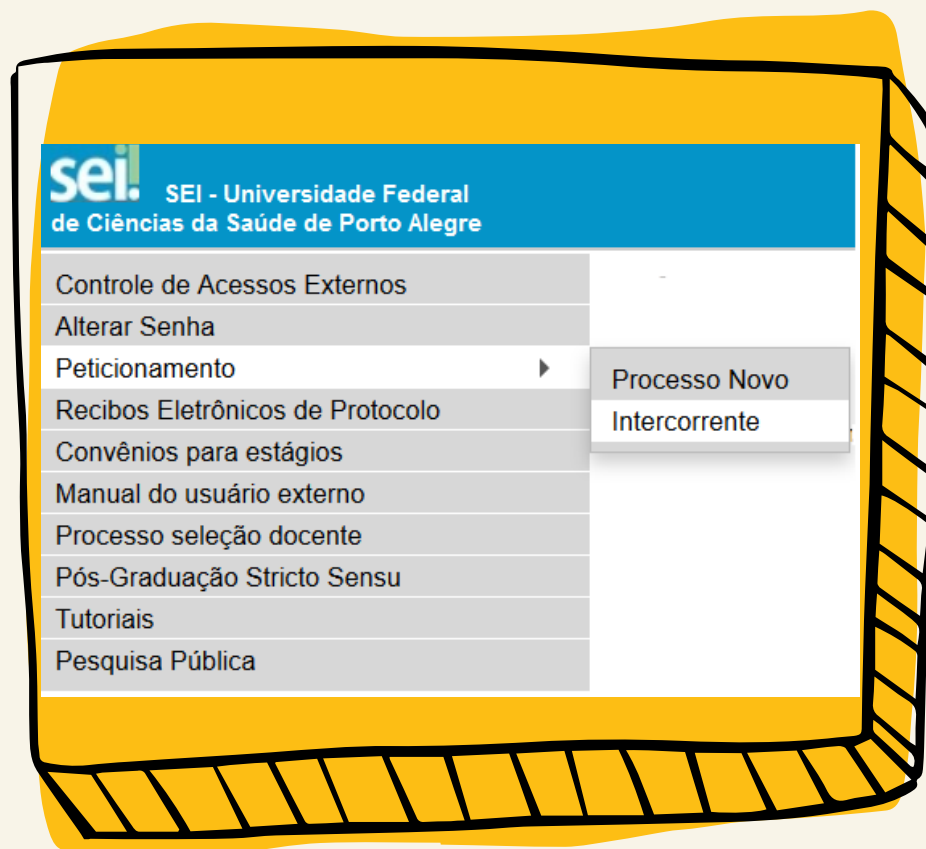 sei!
SEI - Universidade Federal
de Ciências da Saúde de Porto Alegre
Controle de Acessos Externos
Alterar Senha
Peticionamento
Processo Novo
Intercorrente
Recibos Eletrônicos de Protocolo
Convênios para estágios
Manual do usuário externo
Processo seleção docente
Pós-Graduação Stricto Sensu
Tutoriais
Pesquisa Pública